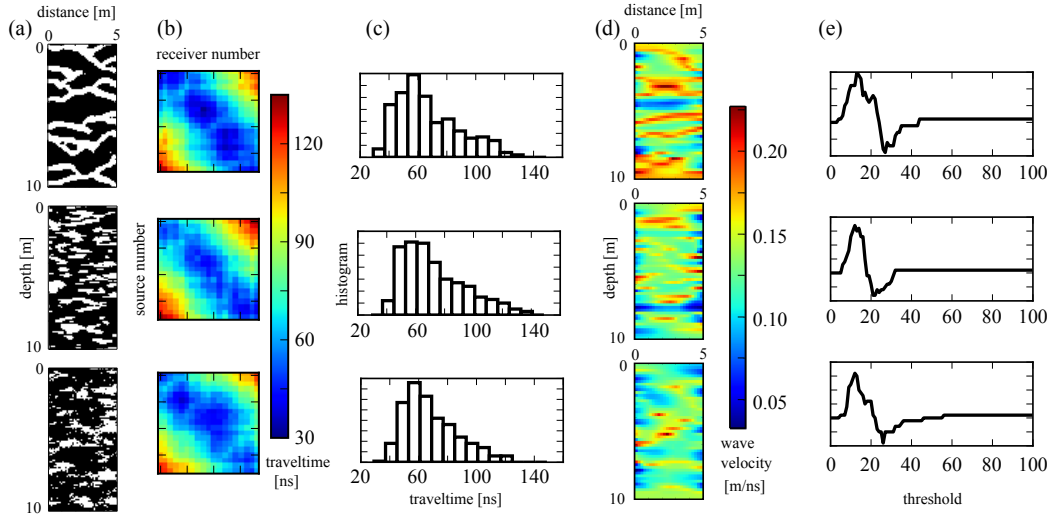 distance [m]
(a)
0 5
0
10
0
depth [m]
10
0
10
(b)
receiver number
source number
120
90
60
30
traveltime
[ns]
(c)
20 60 100 140
histogram
20 60 100 140
20 60 100 140
traveltime [ns]
distance [m]
(d)
0 5
0
10
0 5
0
depth [m]
10
0 5
0
10
0.20
0.15
0.10
0.05
wave
velocity
[m/ns]
(e)
0 20 40 60 80 100
0 20 40 60 80 100
0 20 40 60 80 100
threshold